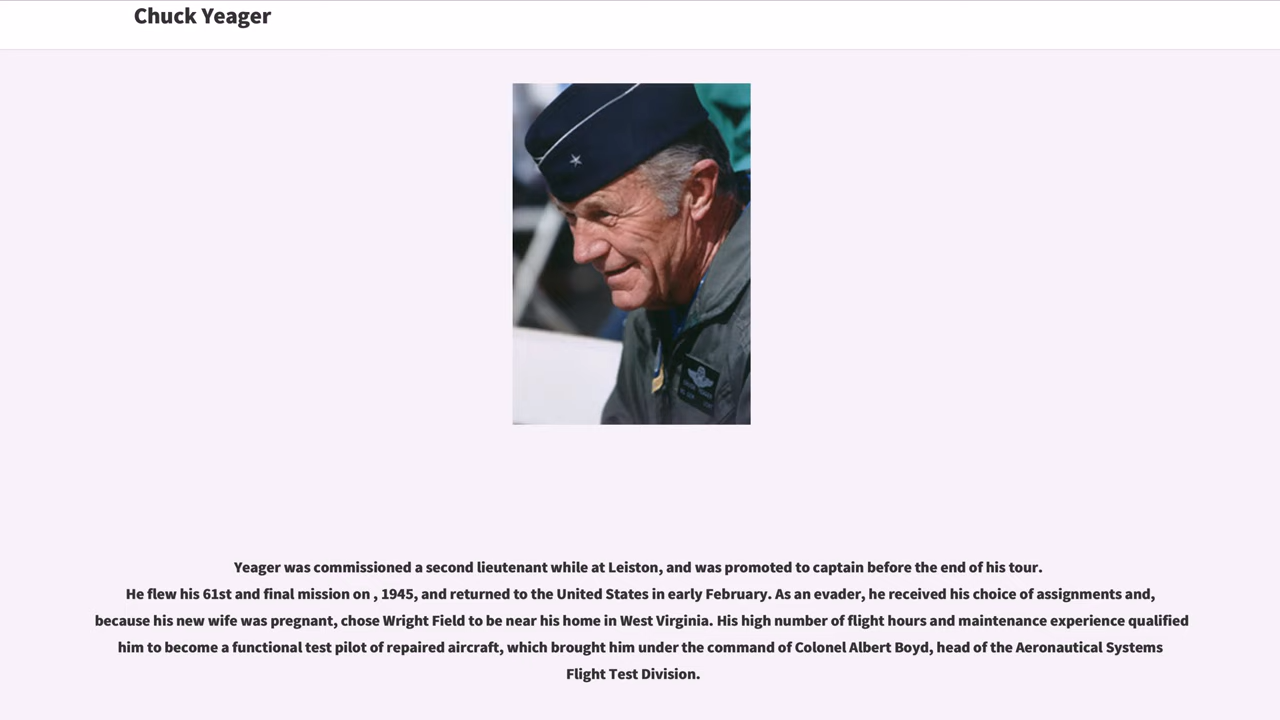 Chuck Yeager
Yeager was commissioned a second lieutenant while at Leiston, and was promoted to captain before the end of his tour.
He flew his 61st and final mission on , 1945, and returned to the United States in early February. As an evader, he received his choice of assignments and,
because his new wife was pregnant, chose Wright Field to be near his home in West Virginia. His high number of flight hours and maintenance experience qualified
him to become a functional test pilot of repaired aircraft, which brought him under the command of Colonel Albert Boyd, head of the Aeronautical Systems
Flight Test Division.